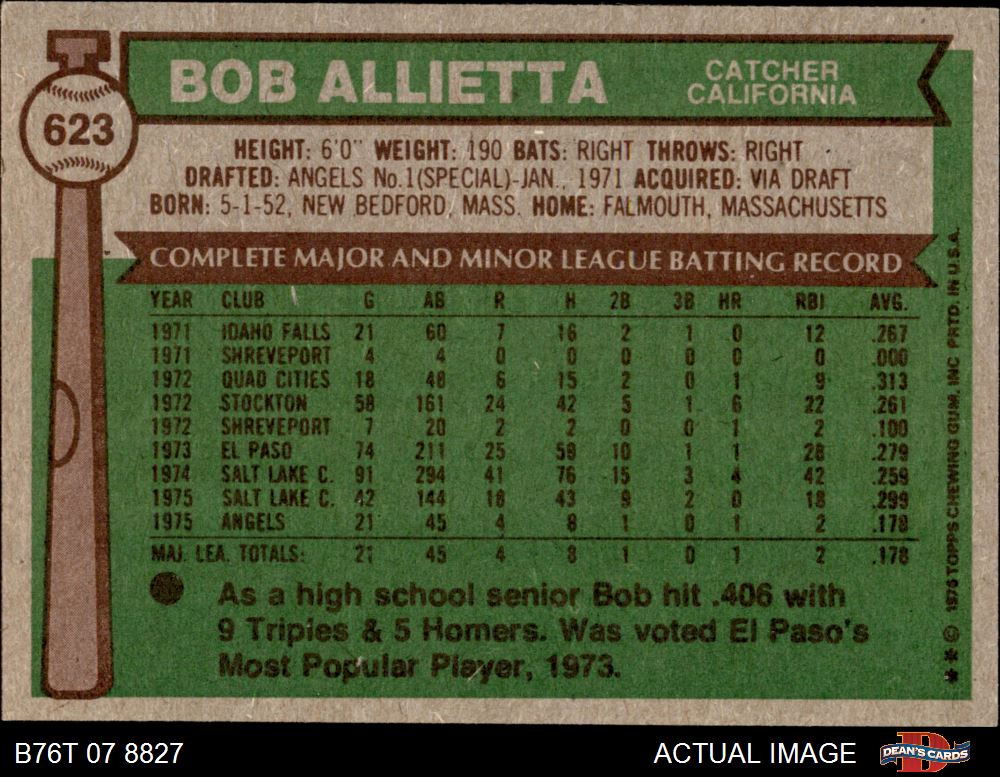 623
BOB ALLIETTA
CATCHER
CALIFORNIA
HEIGHT: 6'0" WEIGHT: 190 BATS: RIGHT THROWS: RIGHT
DRAFTED: ANGELS No.1(SPECIAL)-JAN., 1971 ACQUIRED: VIA DRAFT
BORN: 5-1-52, NEW BEDFORD, MASS. HOME: FALMOUTH, MASSACHUSETTS
COMPLETE MAJOR AND MINOR LEAGUE BATTING RECORD
YEAR CLUB G AB R H 2B 3B HR RBI AVG.
1971 IDAHO FALLS 21 60 7 16 2 1 0 12 .267
1971 SHREVEPORT 4 4 0 0 0 0 0 0 .000
1972 QUAD CITIES 18 48 6 15 2 0 1 9 .313
1972 STOCKTON 58 161 24 42 5 1 6 22 .261
1972 SHREVEPORT 7 20 2 2 0 0 1 2 .100
1973 EL PASO 74 211 25 59 10 1 1 28 .279
1974 SALT LAKE C. 91 294 41 76 15 3 4 42 .259
1975 SALT LAKE C. 42 144 18 43 9 2 0 18 .299
1975 ANGELS 21 45 4 8 1 0 1 2 .178
MAJ. LEA. TOTALS: 21 45 4 8 1 0 1 2 .178
As a high school senior Bob hit .406 with
9 Triples & 5 Homers. Was voted El Paso's
Most Popular Player, 1973.
** © 1976 TOPPS CHEWING GUM, INC. PRTD. IN U.S.A.
B76T 07 8827
ACTUAL IMAGE
DEAN'S CARDS